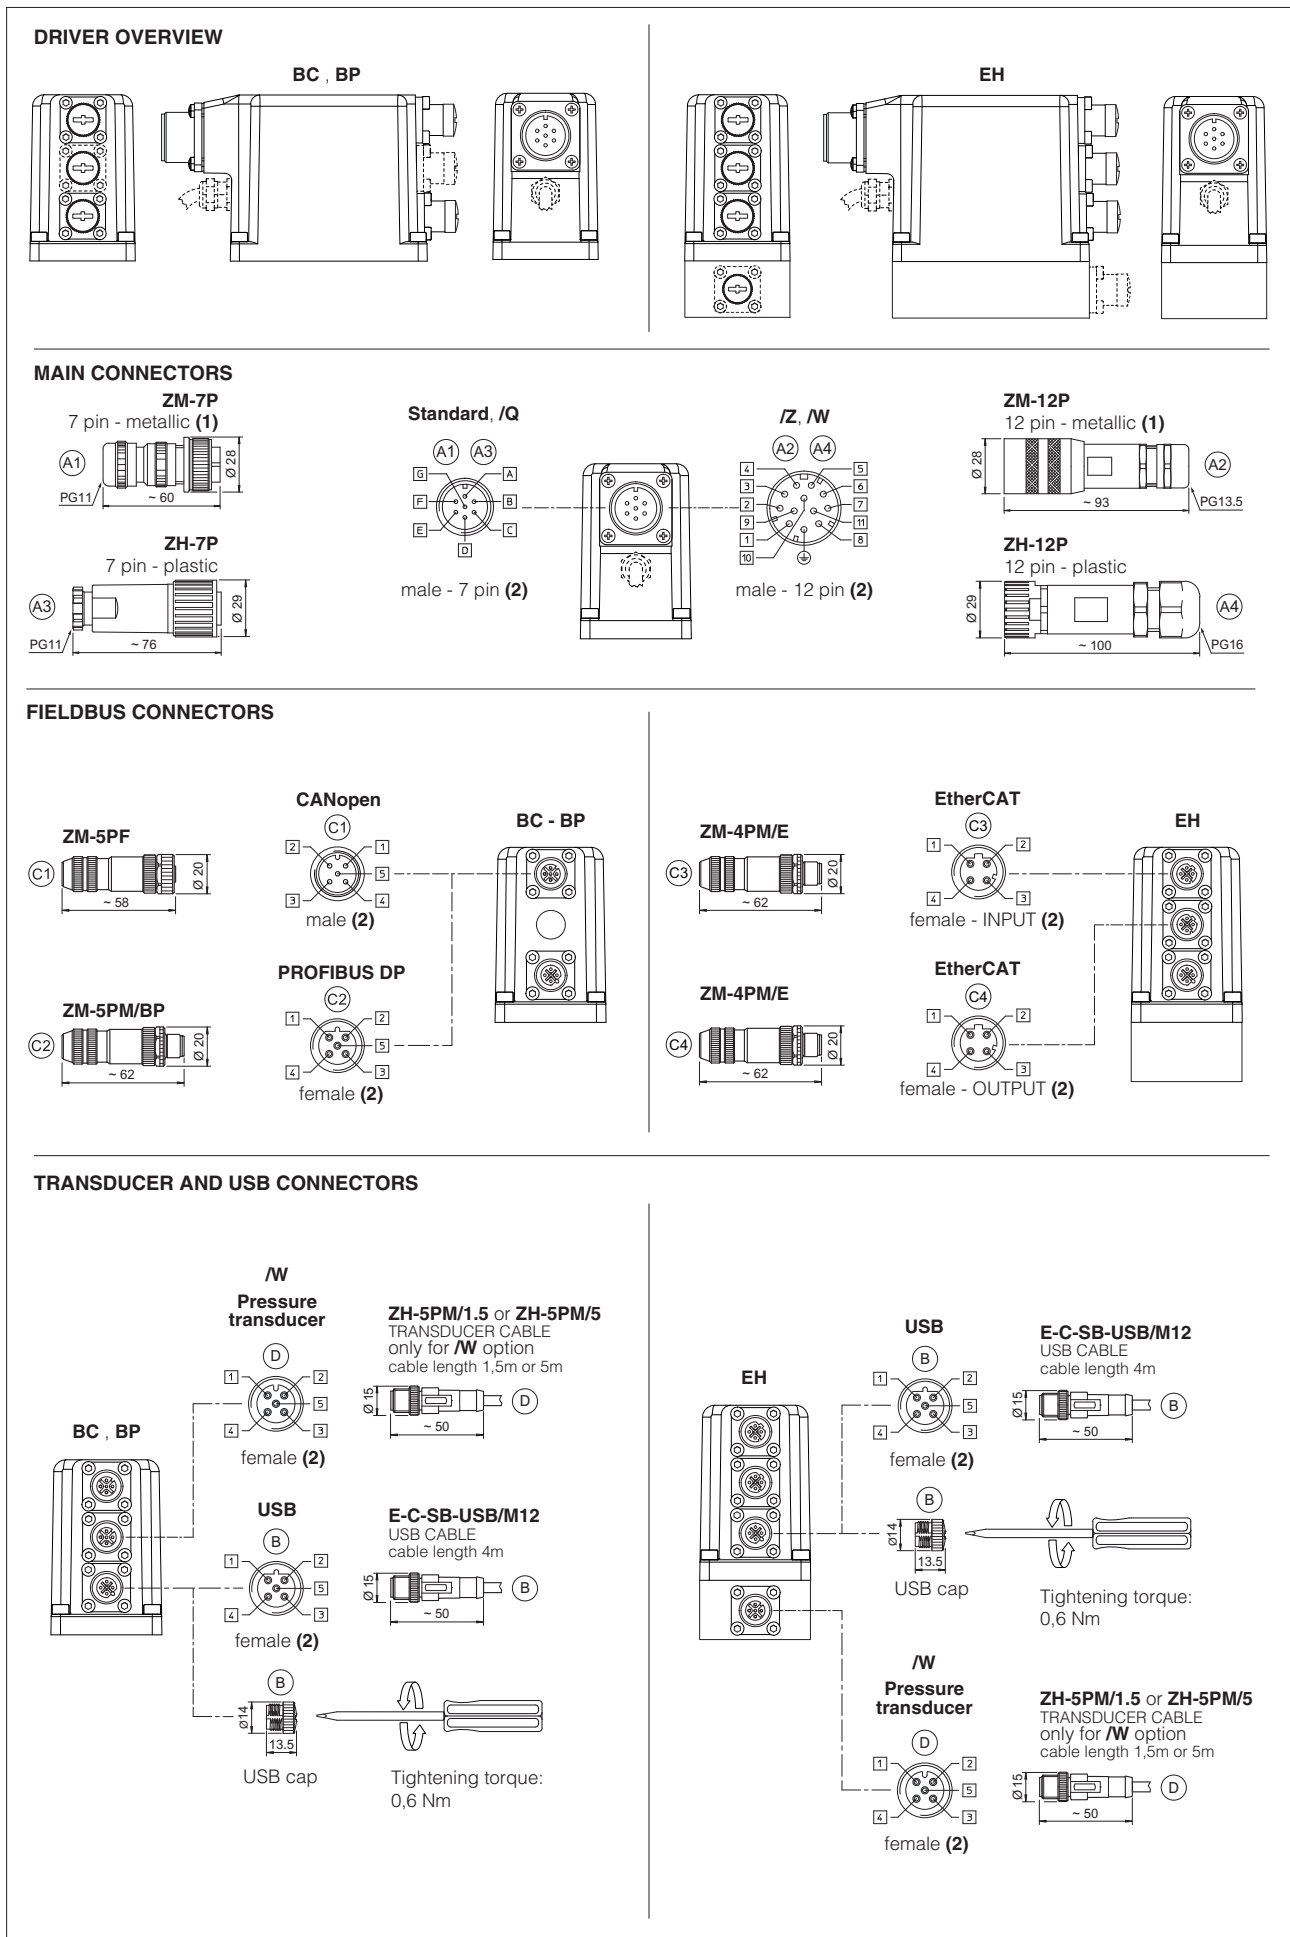 DRIVER OVERVIEW
BC , BP
EH
MAIN CONNECTORS
ZM-7P
7 pin - metallic (1)
A1
Ø 28
PG11
~ 60
ZH-7P
7 pin - plastic
A3
Ø 29
PG11
~ 76
Standard, /Q
A1 A3
G A
F B
E C
D
male - 7 pin (2)
/Z, /W
A2 A4
4 5
3 6
2 7
9 11
1 8
10
male - 12 pin (2)
ZM-12P
12 pin - metallic (1)
Ø 28
A2
~ 93
PG13.5
ZH-12P
12 pin - plastic
Ø 29
A4
~ 100
PG16
FIELDBUS CONNECTORS
ZM-5PF
C1
Ø 20
~ 58
CANopen
C1
2 1
5
3 4
male (2)
BC - BP
ZM-5PM/BP
C2
Ø 20
~ 62
PROFIBUS DP
C2
1 2
5
4 3
female (2)
ZM-4PM/E
C3
Ø 20
~ 62
EtherCAT
C3
1 2
4 3
female - INPUT (2)
EH
ZM-4PM/E
C4
Ø 20
~ 62
EtherCAT
C4
1 2
4 3
female - OUTPUT (2)
TRANSDUCER AND USB CONNECTORS
BC , BP
/W
Pressure
transducer
D
1 2
5
4 3
female (2)
ZH-5PM/1.5 or ZH-5PM/5
TRANSDUCER CABLE
only for /W option
cable length 1,5m or 5m
Ø 15
D
~ 50
USB
B
1 2
5
4 3
female (2)
E-C-SB-USB/M12
USB CABLE
cable length 4m
Ø 15
B
~ 50
B
Ø14
13.5
USB cap
Tightening torque:
0,6 Nm
EH
USB
B
1 2
5
4 3
female (2)
E-C-SB-USB/M12
USB CABLE
cable length 4m
Ø 15
B
~ 50
B
Ø14
13.5
USB cap
Tightening torque:
0,6 Nm
/W
Pressure
transducer
D
1 2
5
4 3
female (2)
ZH-5PM/1.5 or ZH-5PM/5
TRANSDUCER CABLE
only for /W option
cable length 1,5m or 5m
Ø 15
D
~ 50